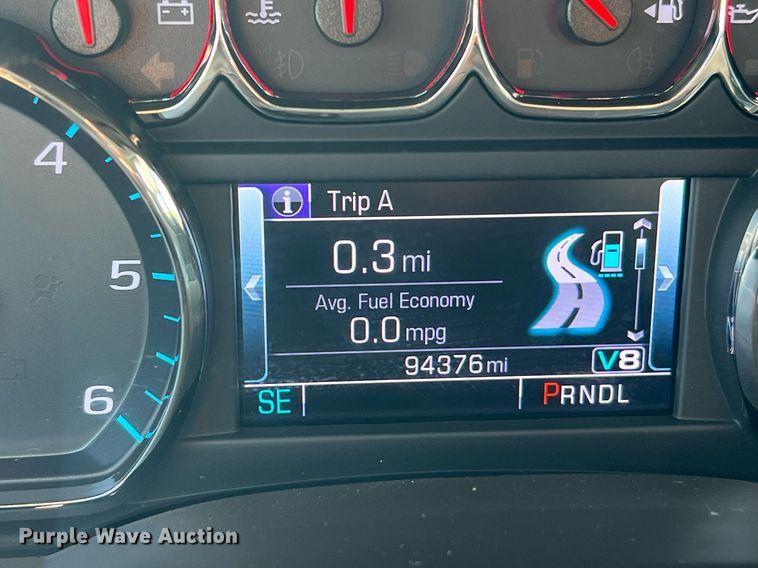 4
5
6
i Trip A
0.3 mi
Avg. Fuel Economy
0.0 mpg
94376 mi V8
SE PRNDL
Purple Wave Auction